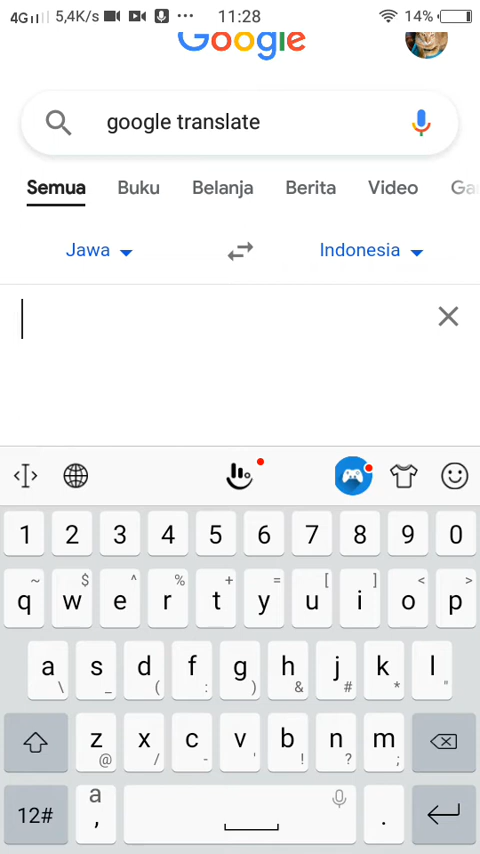 4G 5,4K/s ••• 11:28 14%
Google
google translate
Semua Buku Belanja Berita Video Ga
Jawa Indonesia
1 2 3 4 5 6 7 8 9 0
~ $ ^ % + = [ ] < >
q w e r t y u i o p
a s d f g h j k l
\ _ ( : ) & # * "
z x c v b n m
@ / - ' ! ? ;
12# a , .